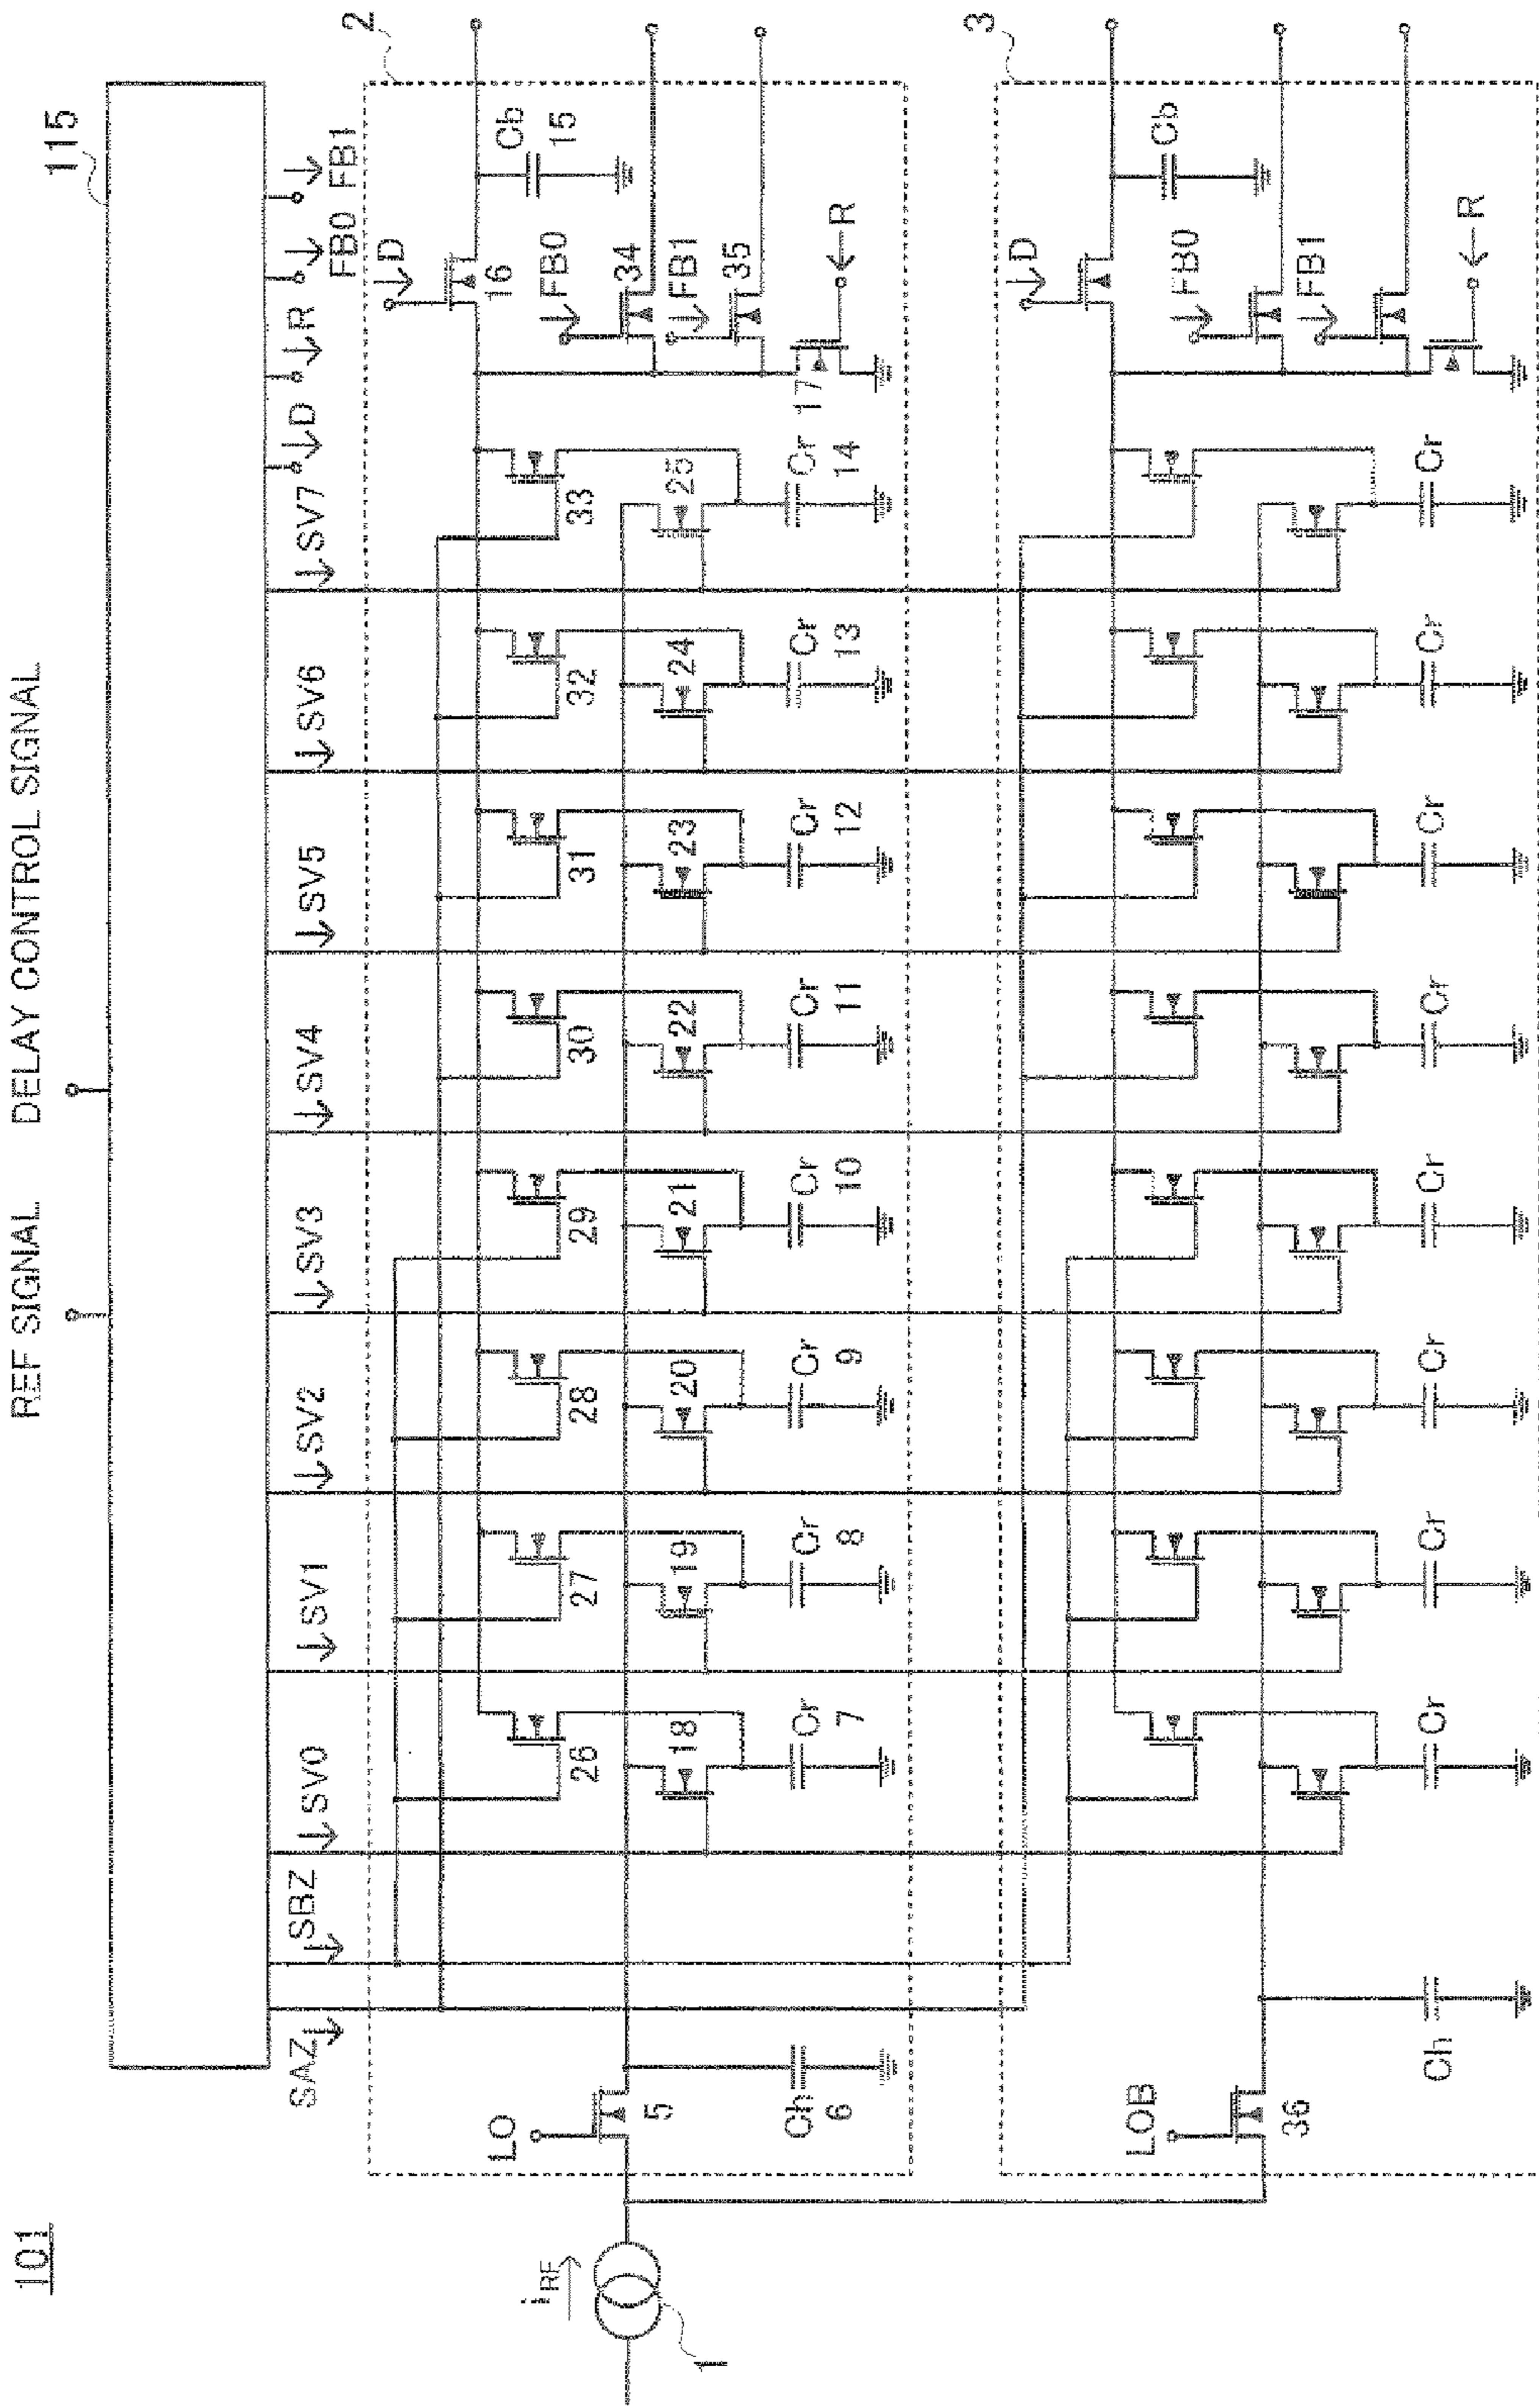 101
REF SIGNAL DELAY CONTROL SIGNAL
115
SAZ
SBZ
SV0
SV1
SV2
SV3
SV4
SV5
SV6
SV7
D
R
FB0
FB1
2
LO
5
Ch
6
1
iRF
26
27
28
29
30
31
32
33
18
19
20
21
22
23
24
25
Cr
7
Cr
8
Cr
9
Cr
10
Cr
11
Cr
12
Cr
13
Cr
14
D
16
Cb
15
FB0
34
FB1
35
17
R
3
LOB
36
Ch
Cr
Cr
Cr
Cr
Cr
Cr
Cr
Cr
D
Cb
FB0
FB1
R